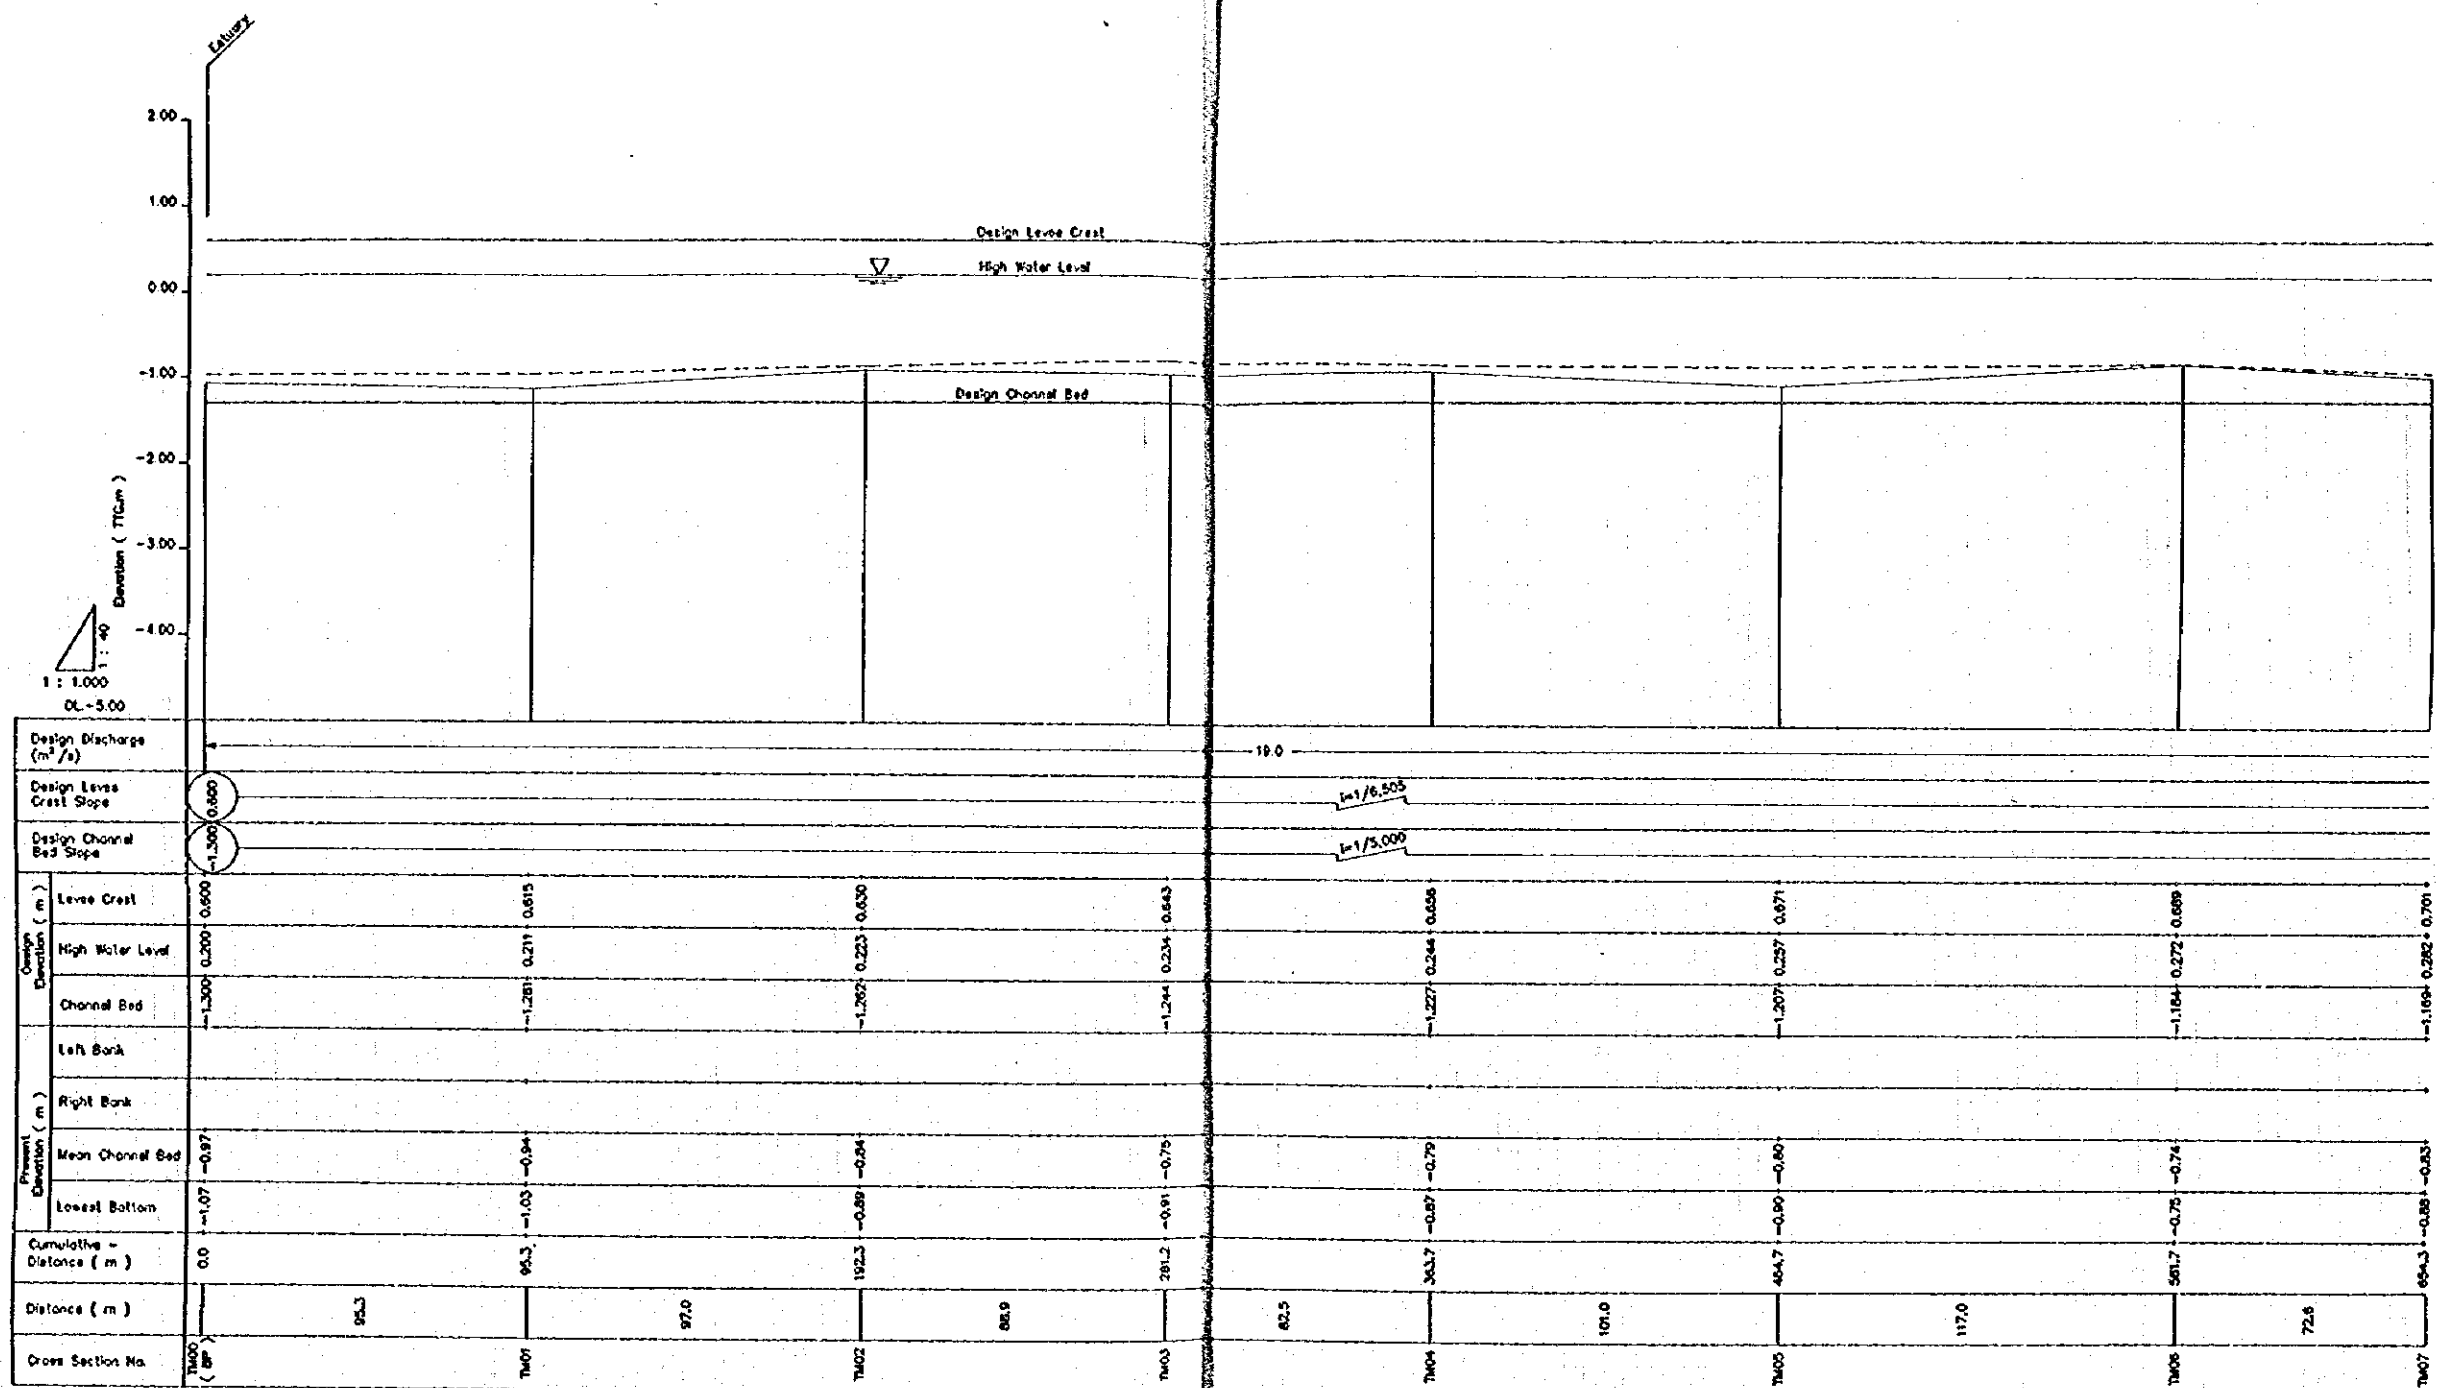 Estuary
2.00
1.00
0.00
-1.00
-2.00
-3.00
-4.00
Elevation ( TTG.m )
1 : 40
1 : 1.000
DL-5.00
Design Levee Crest
High Water Level
Design Channel Bed
Design Discharge
(m³/s)
19.0
Design Levee
Crest Slope
0.600
i=1/6,505
Design Channel
Bed Slope
-1.300
i=1/5,000
Design
Elevation ( m )
Levee Crest
0.600 0.615 0.630 0.643 0.656 0.671 0.689 0.701
High Water Level
0.200 0.211 0.223 0.234 0.244 0.257 0.272 0.282
Channel Bed
-1.300 -1.281 -1.262 -1.244 -1.227 -1.207 -1.184 -1.169
Present
Elevation ( m )
Left Bank
Right Bank
Mean Channel Bed
-0.97 -0.94 -0.84 -0.75 -0.79 -0.80 -0.74 -0.83
Lowest Bottom
-1.07 -1.03 -0.89 -0.91 -0.87 -0.90 -0.75 -0.88
Cumulative -
Distance ( m )
0.0 95.3 192.3 281.2 363.7 464.7 581.7 654.3
Distance ( m )
95.3 97.0 88.9 82.5 101.0 117.0 72.6
Cross Section No.
TM00
( BP )
TM01 TM02 TM03 TM04 TM05 TM06 TM07